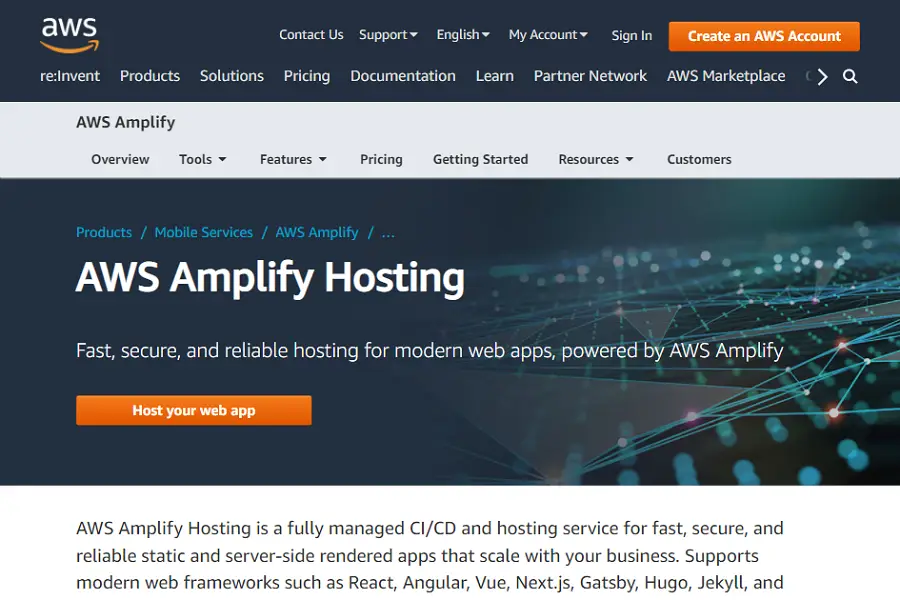 aws
Contact Us Support English My Account Sign In Create an AWS Account
re:Invent Products Solutions Pricing Documentation Learn Partner Network AWS Marketplace
AWS Amplify
Overview Tools Features Pricing Getting Started Resources Customers
Products / Mobile Services / AWS Amplify / ...
AWS Amplify Hosting
Fast, secure, and reliable hosting for modern web apps, powered by AWS Amplify
Host your web app
AWS Amplify Hosting is a fully managed CI/CD and hosting service for fast, secure, and
reliable static and server-side rendered apps that scale with your business. Supports
modern web frameworks such as React, Angular, Vue, Next.js, Gatsby, Hugo, Jekyll, and